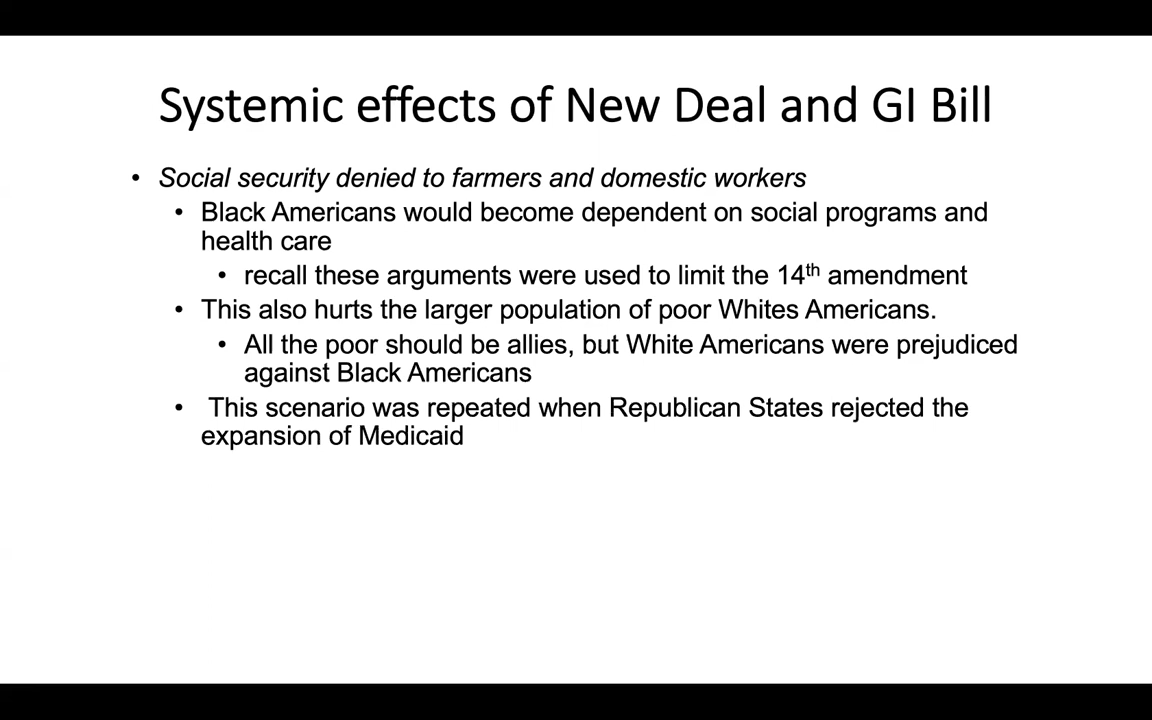 Systemic effects of New Deal and GI Bill
• Social security denied to farmers and domestic workers
• Black Americans would become dependent on social programs and
health care
• recall these arguments were used to limit the 14th amendment
• This also hurts the larger population of poor Whites Americans.
• All the poor should be allies, but White Americans were prejudiced
against Black Americans
• This scenario was repeated when Republican States rejected the
expansion of Medicaid